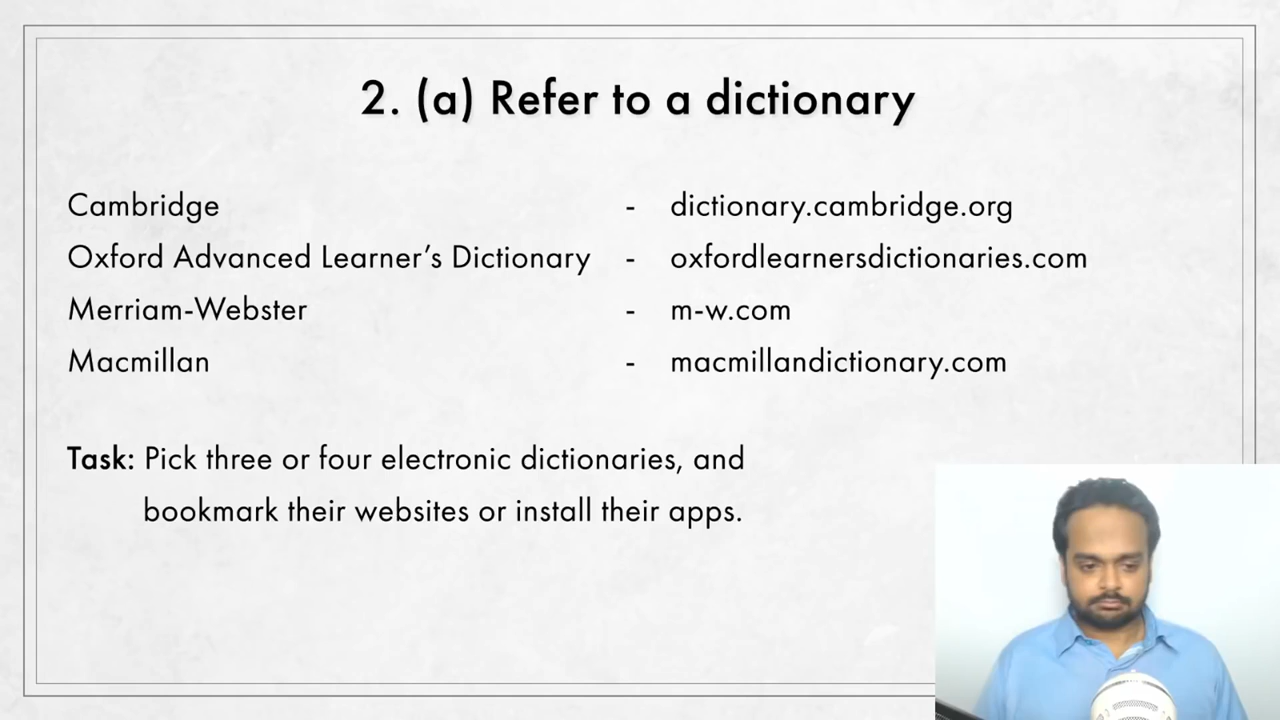 2. (a) Refer to a dictionary
Cambridge - dictionary.cambridge.org
Oxford Advanced Learner’s Dictionary - oxfordlearnersdictionaries.com
Merriam-Webster - m-w.com
Macmillan - macmillandictionary.com
Task: Pick three or four electronic dictionaries, and
bookmark their websites or install their apps.